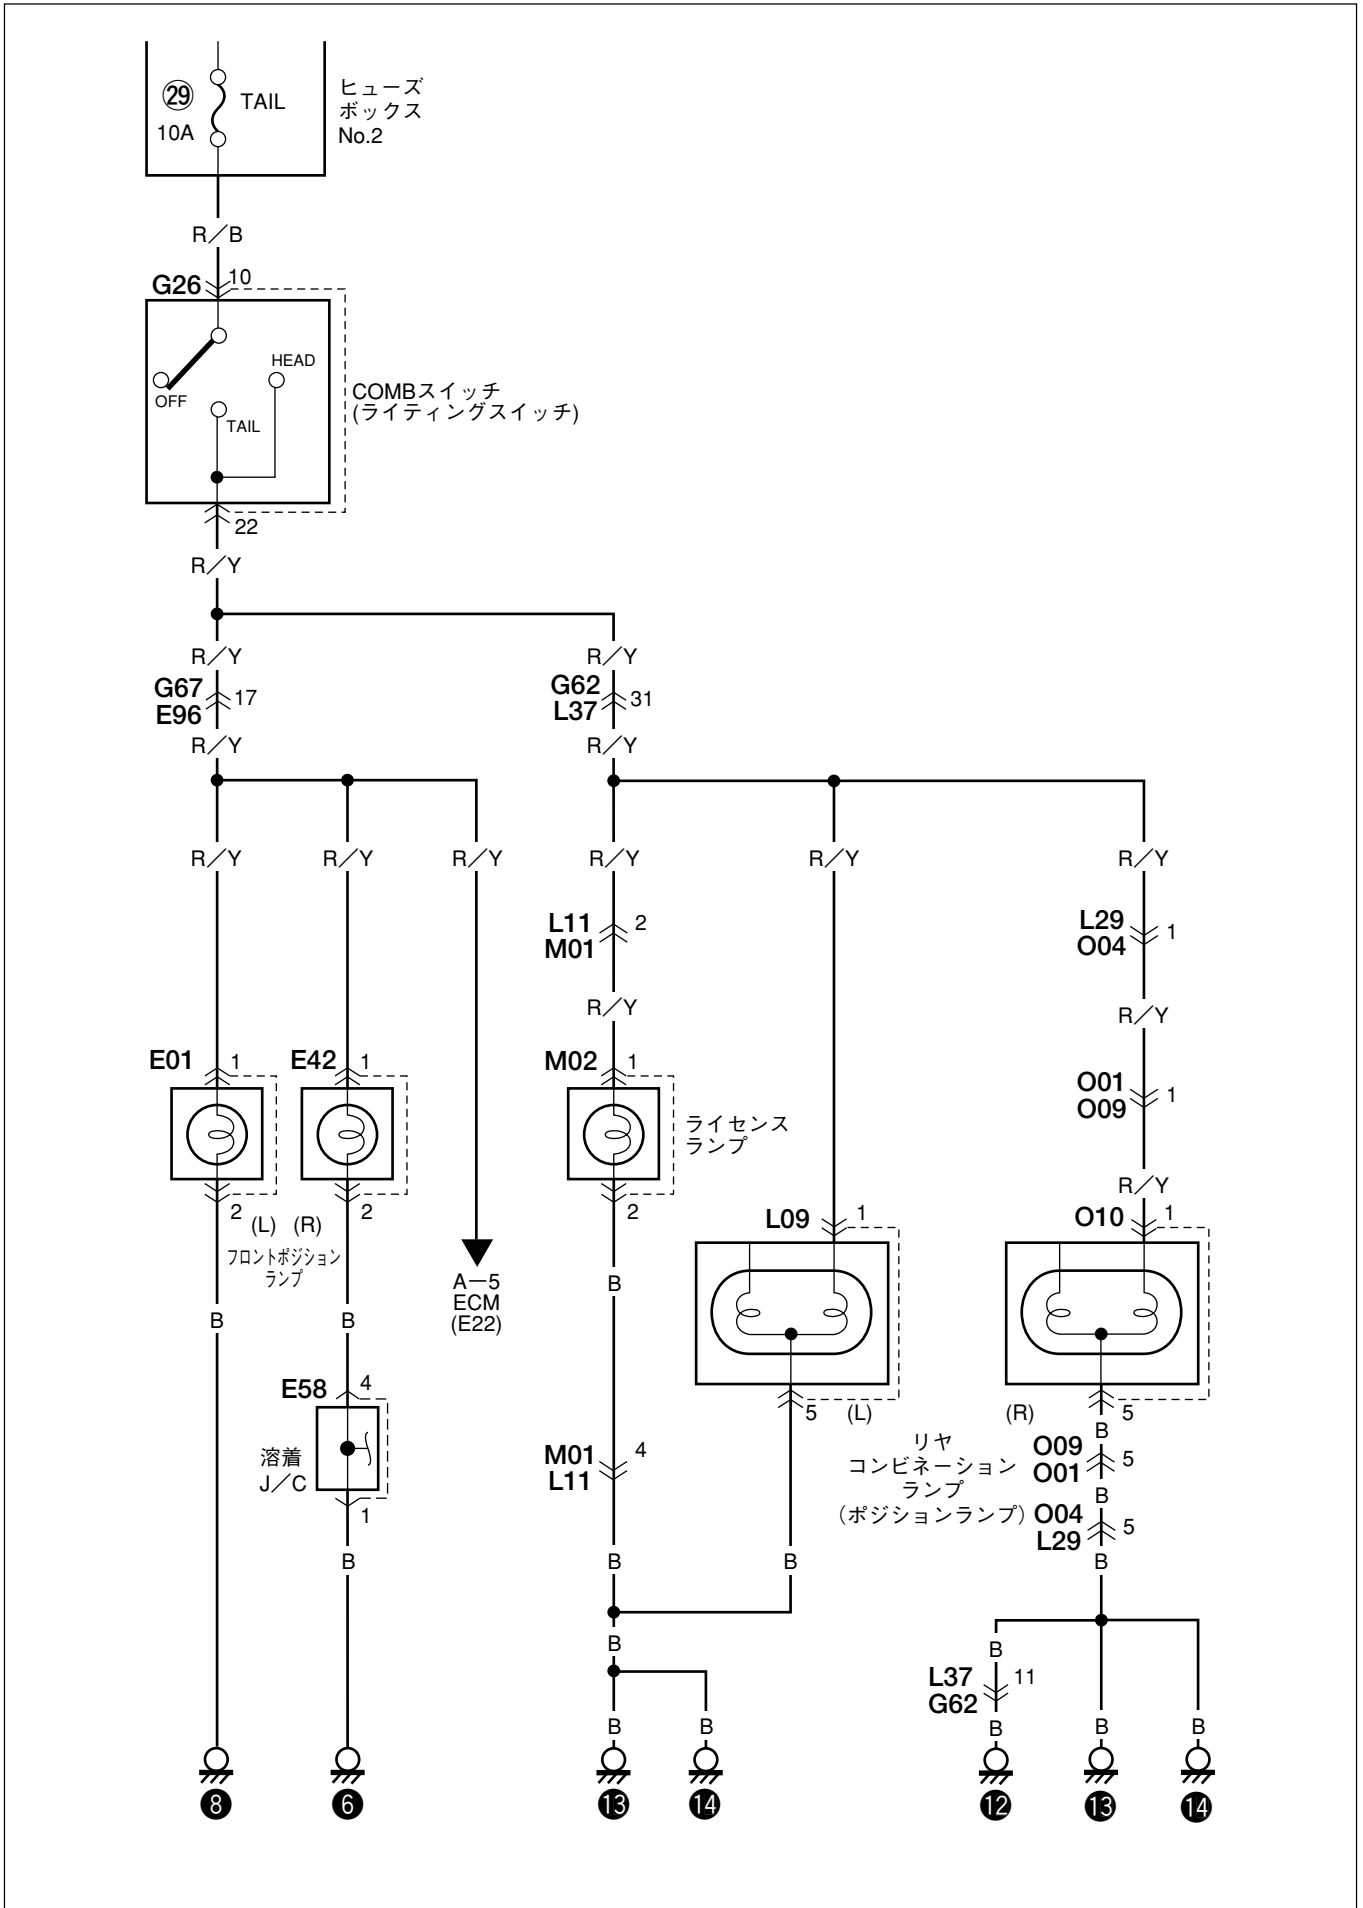 29
10A
TAIL
ヒューズ
ボックス
No.2
R/B
G26
10
HEAD
OFF
TAIL
COMBスイッチ
(ライティングスイッチ)
22
R/Y
R/Y
R/Y
G67
E96
17
G62
L37
31
R/Y
R/Y
R/Y
R/Y
R/Y
R/Y
R/Y
R/Y
L11
M01
2
L29
O04
1
R/Y
R/Y
E01
1
E42
1
M02
1
O01
O09
1
ライセンス
ランプ
R/Y
2
(L)
(R)
2
2
L09
1
O10
1
フロントポジション
ランプ
A-5
ECM
(E22)
B
B
B
E58
4
5
(L)
(R)
5
B
溶着
J/C
1
M01
L11
4
リヤ
コンビネーション
ランプ
(ポジションランプ)
O09
O01
5
B
O04
L29
5
B
B
B
B
B
B
L37
G62
11
B
B
B
B
B
8
6
13
14
12
13
14